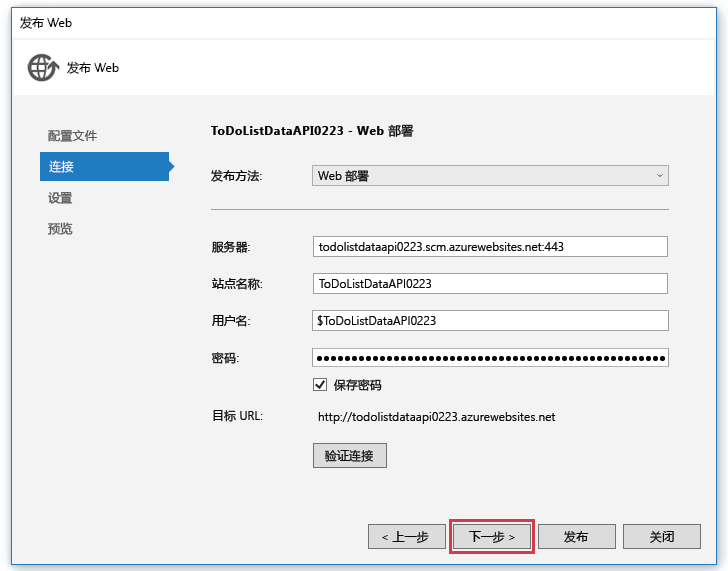 发布 Web
发布 Web
配置文件
连接
设置
预览
ToDoListDataAPI0223 - Web 部署
发布方法: Web 部署
服务器: todolistdataapi0223.scm.azurewebsites.net:443
站点名称: ToDoListDataAPI0223
用户名: $ToDoListDataAPI0223
密码: ●●●●●●●●●●●●●●●●●●●●●●●●●●●●●●●●●●●●●●●●●●●●●●●●●●
保存密码
目标 URL: http://todolistdataapi0223.azurewebsites.net
验证连接
< 上一步 下一步 > 发布 关闭